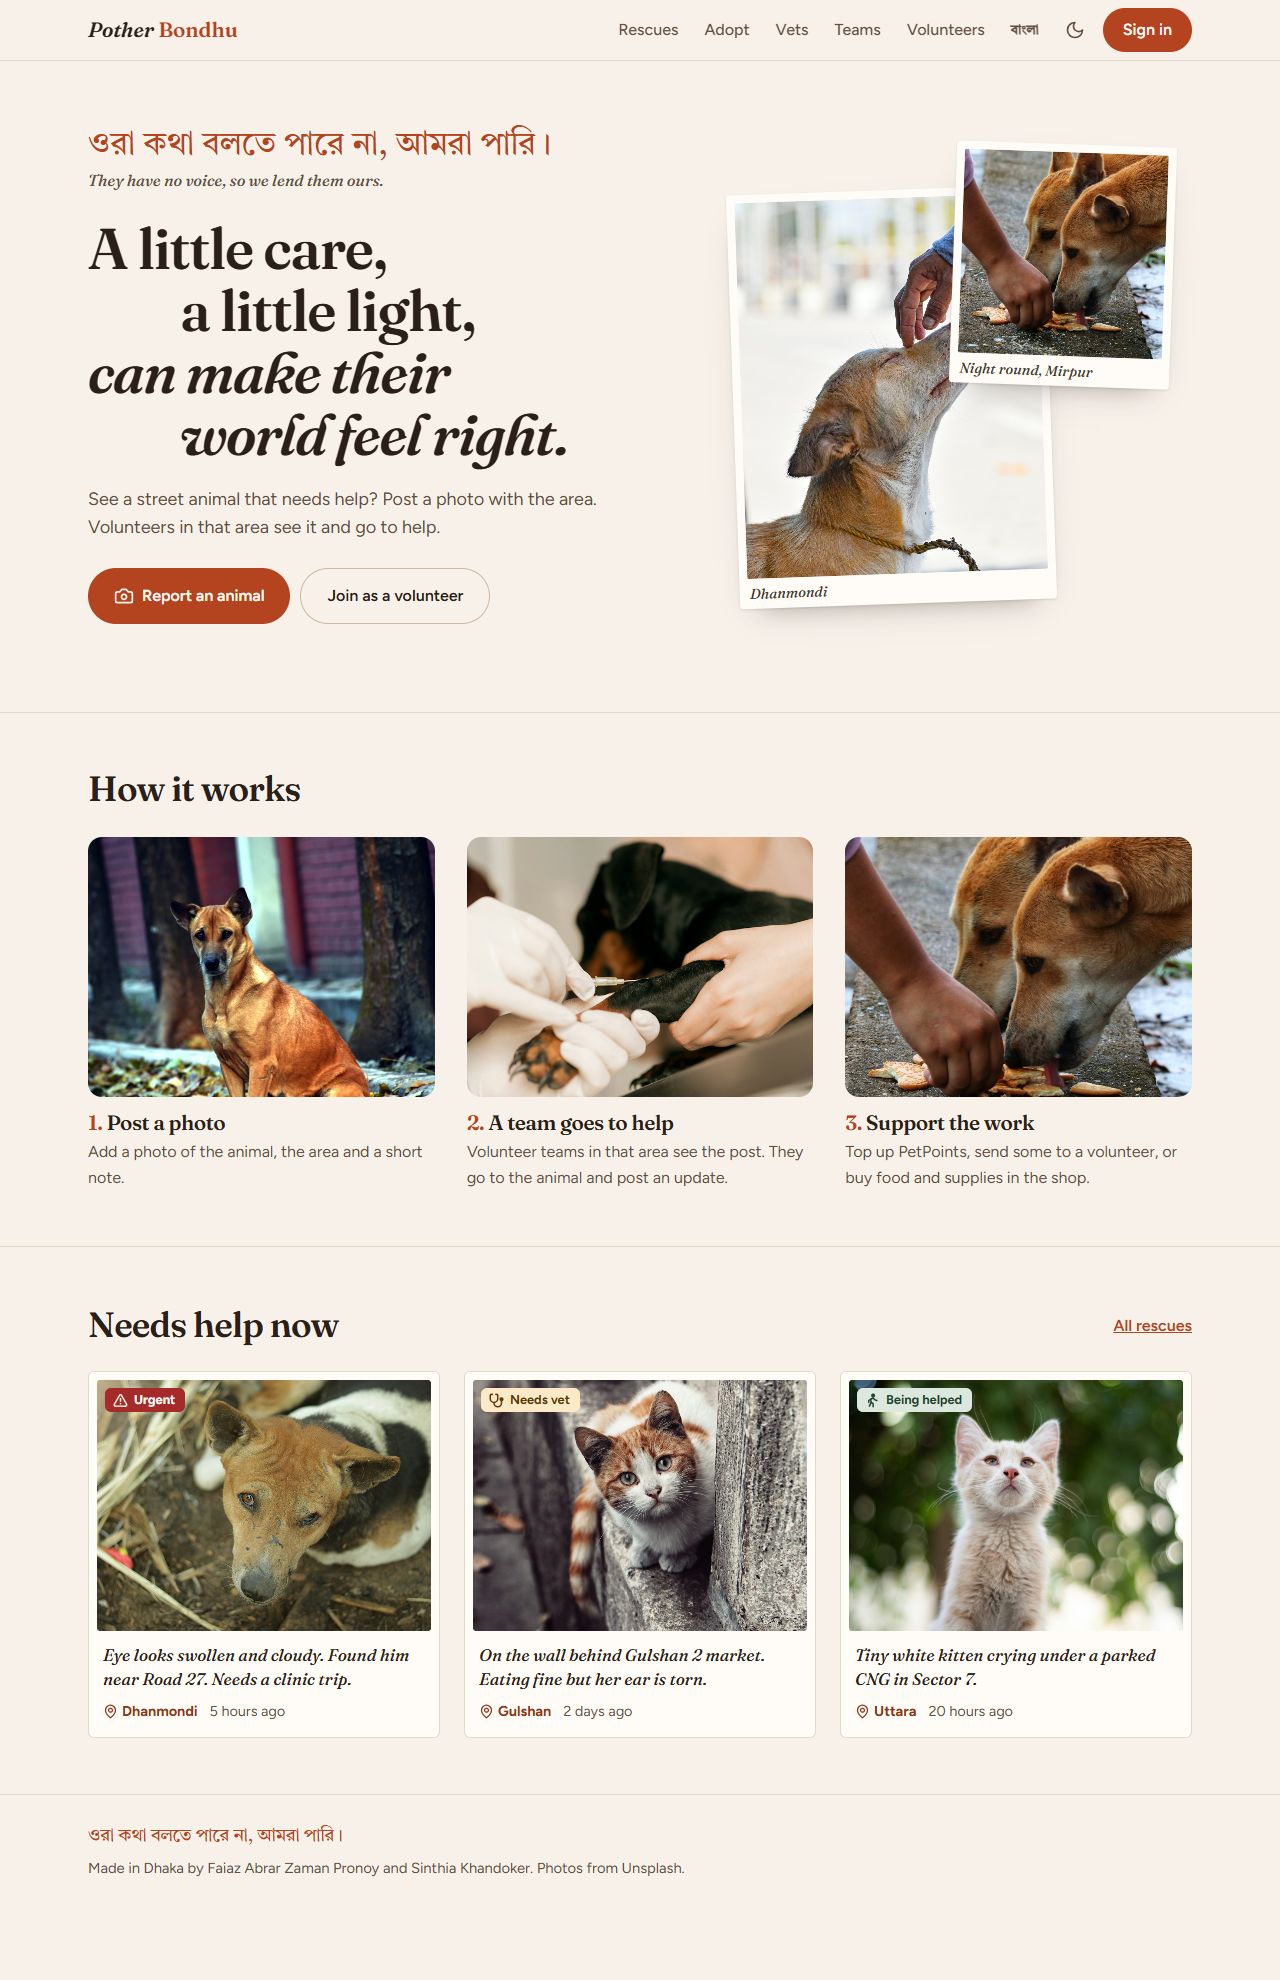 Pother Bondhu
Rescues
Adopt
Vets
Teams
Volunteers
বাংলা
Sign in
ওরা কথা বলতে পারে না, আমরা পারি।
They have no voice, so we lend them ours.
A little care,
a little light,
can make their
world feel right.
See a street animal that needs help? Post a photo with the area.
Volunteers in that area see it and go to help.
Report an animal
Join as a volunteer
Night round, Mirpur
Dhanmondi
How it works
1. Post a photo
Add a photo of the animal, the area and a short
note.
2. A team goes to help
Volunteer teams in that area see the post. They
go to the animal and post an update.
3. Support the work
Top up PetPoints, send some to a volunteer, or
buy food and supplies in the shop.
Needs help now
All rescues
Urgent
Eye looks swollen and cloudy. Found him
near Road 27. Needs a clinic trip.
Dhanmondi 5 hours ago
Needs vet
On the wall behind Gulshan 2 market.
Eating fine but her ear is torn.
Gulshan 2 days ago
Being helped
Tiny white kitten crying under a parked
CNG in Sector 7.
Uttara 20 hours ago
ওরা কথা বলতে পারে না, আমরা পারি।
Made in Dhaka by Faiaz Abrar Zaman Pronoy and Sinthia Khandoker. Photos from Unsplash.